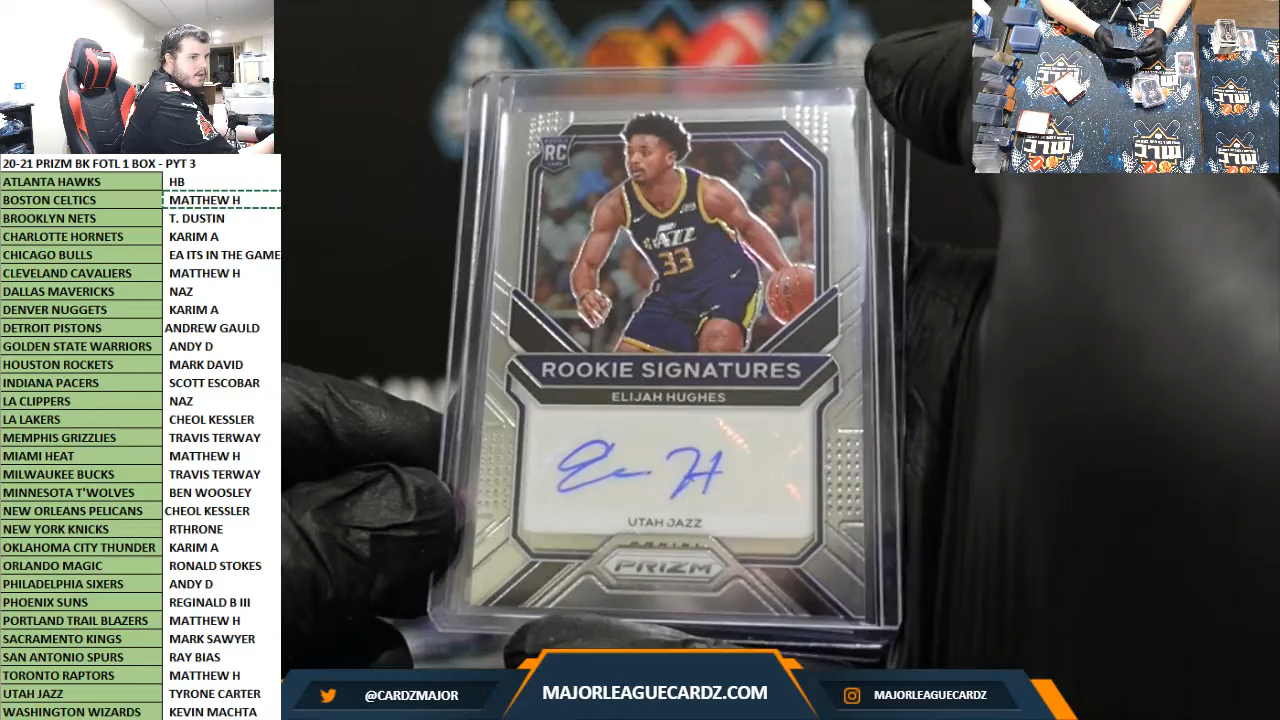 20-21 PRIZM BK FOTL 1 BOX - PYT 3
ATLANTA HAWKS HB
BOSTON CELTICS MATTHEW H
BROOKLYN NETS T. DUSTIN
CHARLOTTE HORNETS KARIM A
CHICAGO BULLS EA ITS IN THE GAME
CLEVELAND CAVALIERS MATTHEW H
DALLAS MAVERICKS NAZ
DENVER NUGGETS KARIM A
DETROIT PISTONS ANDREW GAULD
GOLDEN STATE WARRIORS ANDY D
HOUSTON ROCKETS MARK DAVID
INDIANA PACERS SCOTT ESCOBAR
LA CLIPPERS NAZ
LA LAKERS CHEOL KESSLER
MEMPHIS GRIZZLIES TRAVIS TERWAY
MIAMI HEAT MATTHEW H
MILWAUKEE BUCKS TRAVIS TERWAY
MINNESOTA T'WOLVES BEN WOOSLEY
NEW ORLEANS PELICANS CHEOL KESSLER
NEW YORK KNICKS RTHRONE
OKLAHOMA CITY THUNDER KARIM A
ORLANDO MAGIC RONALD STOKES
PHILADELPHIA SIXERS ANDY D
PHOENIX SUNS REGINALD B III
PORTLAND TRAIL BLAZERS MATTHEW H
SACRAMENTO KINGS MARK SAWYER
SAN ANTONIO SPURS RAY BIAS
TORONTO RAPTORS MATTHEW H
UTAH JAZZ TYRONE CARTER
WASHINGTON WIZARDS KEVIN MACHTA
RC
JAZZ
33
ROOKIE SIGNATURES
ELIJAH HUGHES
UTAH JAZZ
PANINI
PRIZM
MLC
MLC
MLC
MLC
@CARDZMAJOR
MAJORLEAGUECARDZ.COM
MAJORLEAGUECARDZ